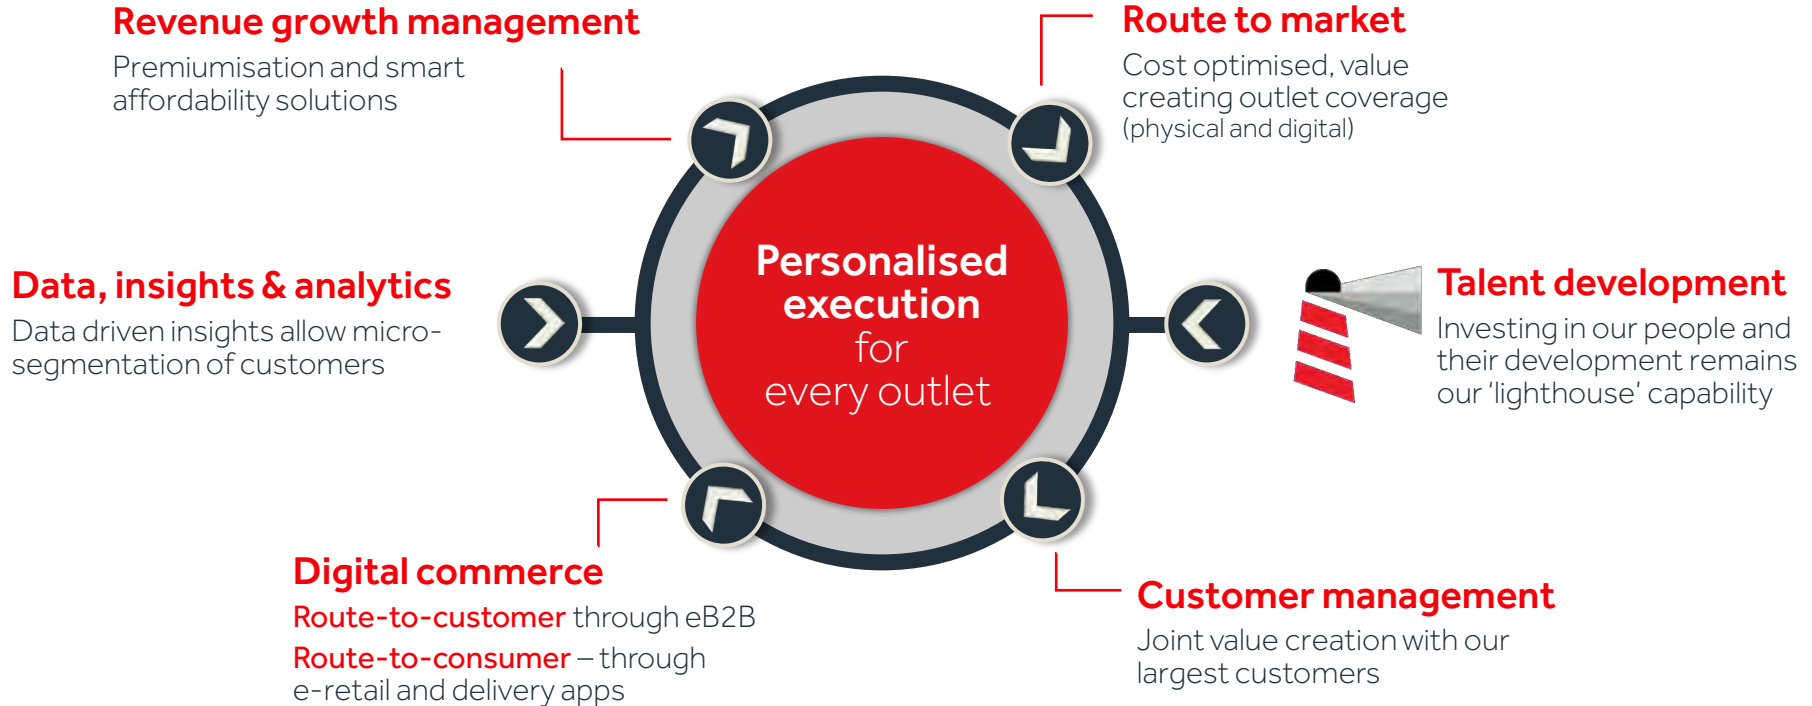 Revenue growth management
Premiumisation and smart
affordability solutions
Route to market
Cost optimised, value
creating outlet coverage
(physical and digital)
Data, insights & analytics
Data driven insights allow micro-
segmentation of customers
Personalised
execution
for
every outlet
Talent development
Investing in our people and
their development remains
our ‘lighthouse’ capability
Digital commerce
Route-to-customer through eB2B
Route-to-consumer – through
e-retail and delivery apps
Customer management
Joint value creation with our
largest customers